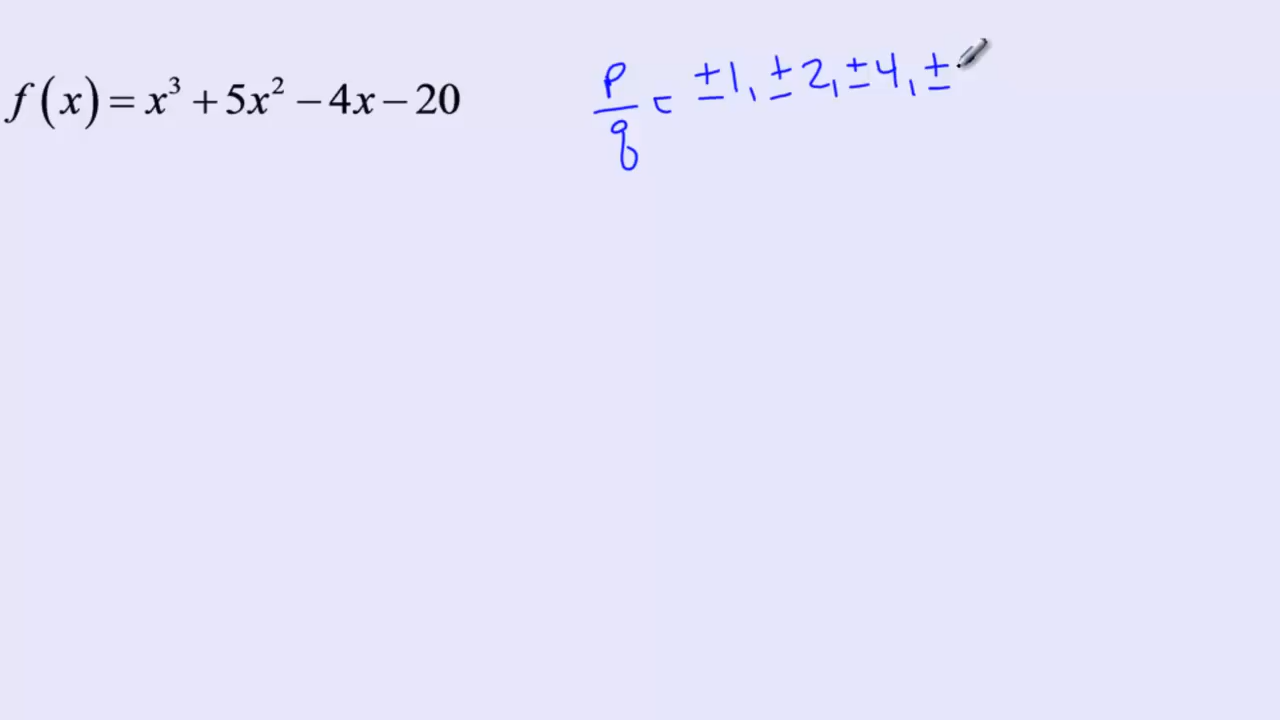 f(x) = x³ + 5x² − 4x − 20
p/q = ±1, ±2, ±4, ±